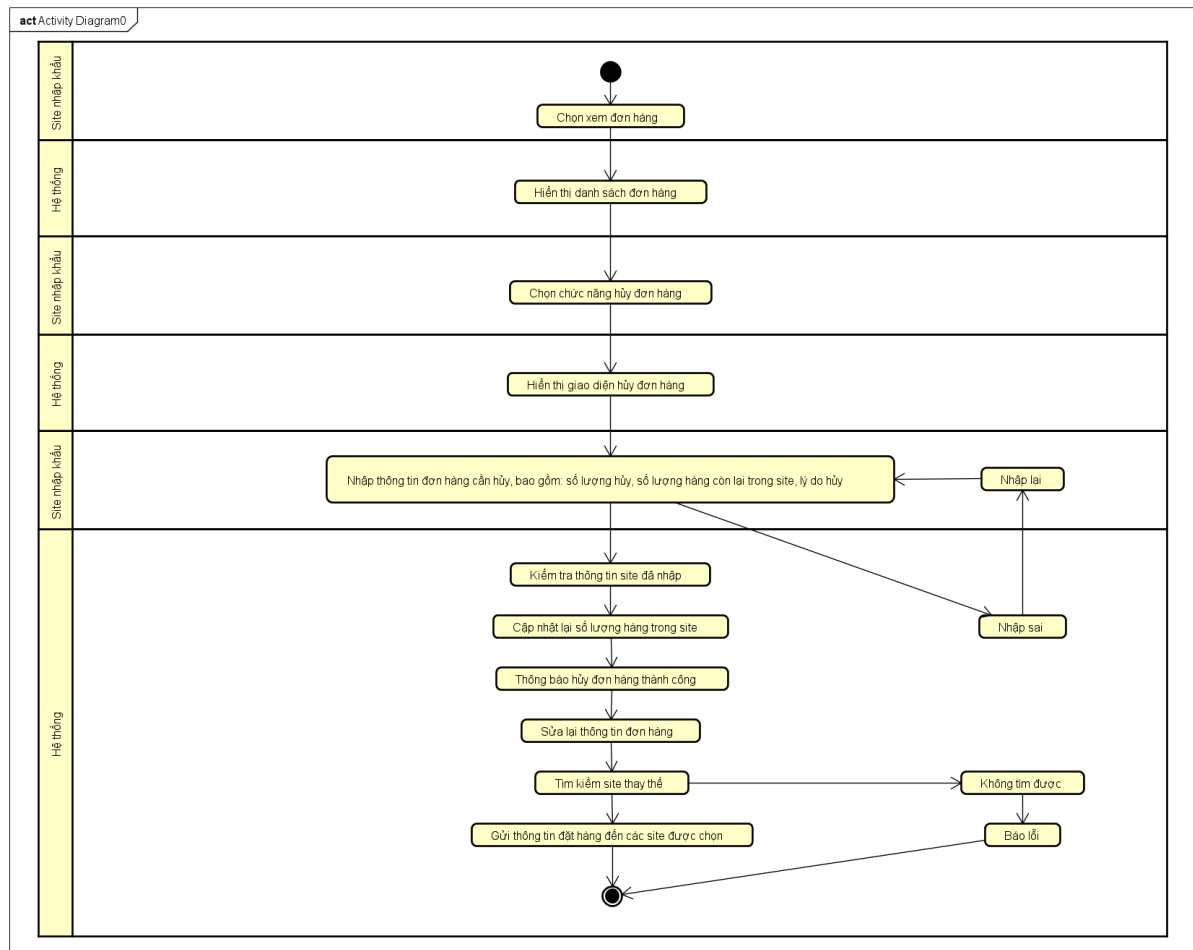 act Activity Diagram0
Site nhập khẩu
Chọn xem đơn hàng
Hệ thống
Hiển thị danh sách đơn hàng
Site nhập khẩu
Chọn chức năng hủy đơn hàng
Hệ thống
Hiển thị giao diện hủy đơn hàng
Site nhập khẩu
Nhập thông tin đơn hàng cần hủy, bao gồm: số lượng hủy, số lượng hàng còn lại trong site, lý do hủy
Nhập lại
Hệ thống
Kiểm tra thông tin site đã nhập
Cập nhật lại số lượng hàng trong site
Nhập sai
Thông báo hủy đơn hàng thành công
Sửa lại thông tin đơn hàng
Tìm kiếm site thay thế
Không tìm được
Gửi thông tin đặt hàng đến các site được chọn
Báo lỗi